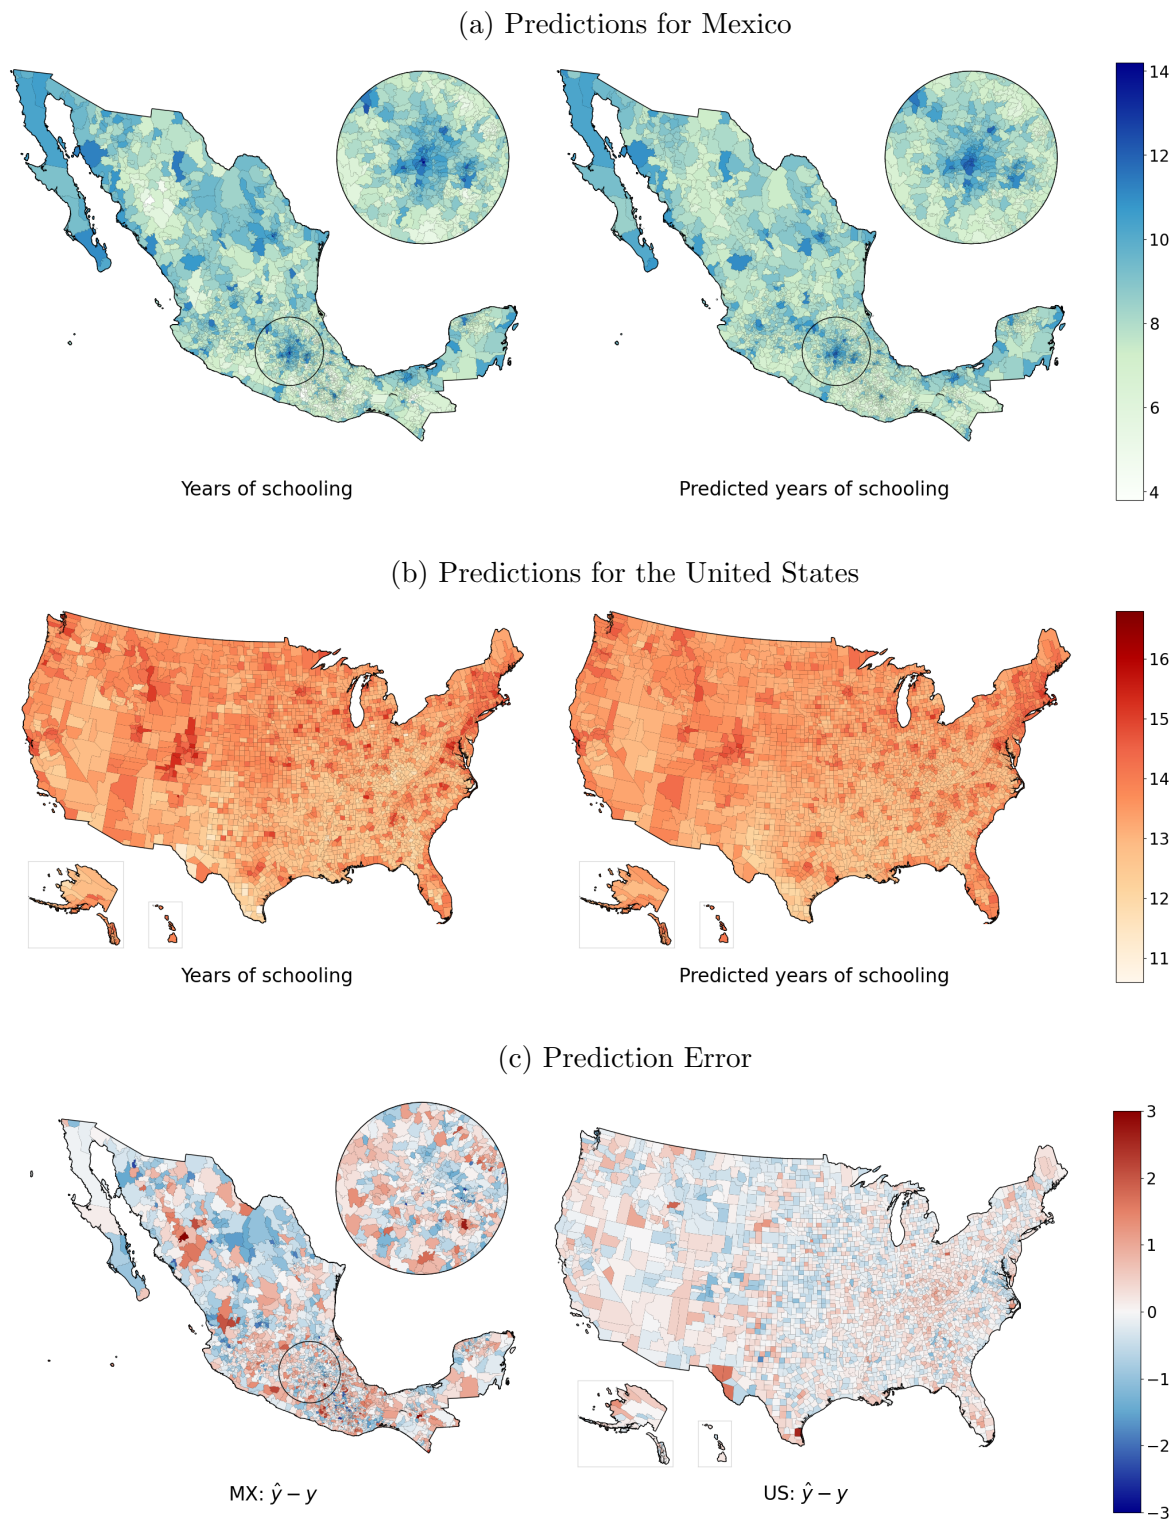 (a) Predictions for Mexico
14
12
10
8
6
4
Years of schooling
Predicted years of schooling
(b) Predictions for the United States
16
15
14
13
12
11
Years of schooling
Predicted years of schooling
(c) Prediction Error
3
2
1
0
−1
−2
−3
MX: ŷ − y
US: ŷ − y